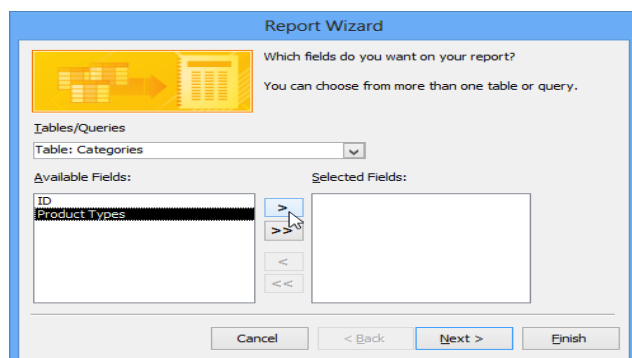 Report Wizard
Which fields do you want on your report?
You can choose from more than one table or query.
Tables/Queries
Table: Categories
Available Fields:
Selected Fields:
ID
Product Types
>
>>
<
<<
Cancel
< Back
Next >
Finish